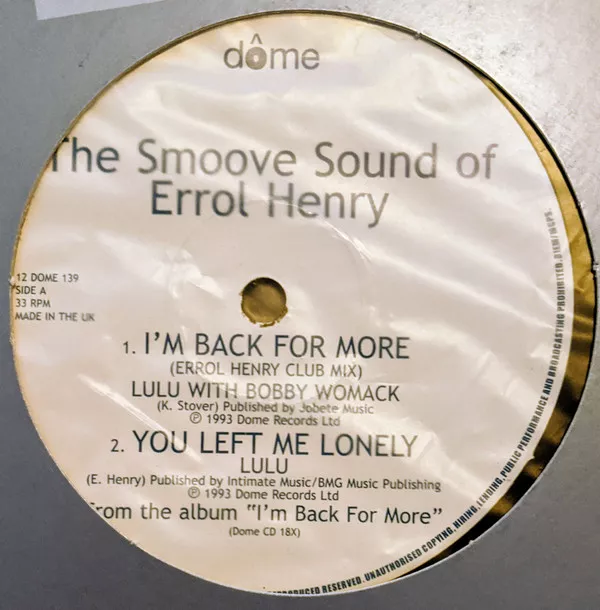 dôme
The Smoove Sound of
Errol Henry
12 DOME 139
SIDE A
33 RPM
MADE IN THE UK
1. I'M BACK FOR MORE
(ERROL HENRY CLUB MIX)
LULU WITH BOBBY WOMACK
(K. Stover) Published by Jobete Music
℗ 1993 Dome Records Ltd
2. YOU LEFT ME LONELY
LULU
(E. Henry) Published by Intimate Music/BMG Music Publishing
℗ 1993 Dome Records Ltd
from the album "I'm Back For More"
(Dome CD 18X)
RESERVED. UNAUTHORISED COPYING, HIRING, LENDING, PUBLIC PERFORMANCE AND BROADCASTING PROHIBITED.